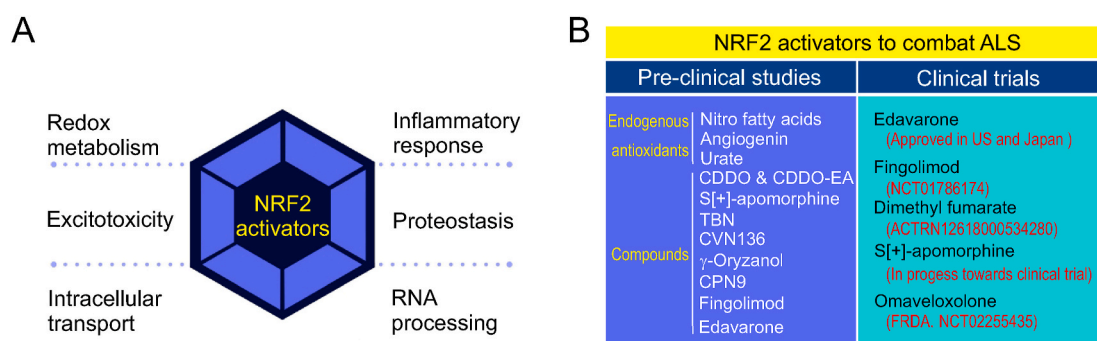 A
Redox
metabolism
Excitotoxicity
Intracellular
transport
NRF2
activators
Inflammatory
response
Proteostasis
RNA
processing
B
NRF2 activators to combat ALS
Pre-clinical studies
Endogenous
antioxidants
Nitro fatty acids
Angiogenin
Urate
Compounds
CDDO & CDDO-EA
S[+]-apomorphine
TBN
CVN136
γ-Oryzanol
CPN9
Fingolimod
Edavarone
Clinical trials
Edavarone
(Approved in US and Japan )
Fingolimod
(NCT01786174)
Dimethyl fumarate
(ACTRN12618000534280)
S[+]-apomorphine
(In progess towards clinical trial)
Omaveloxolone
(FRDA. NCT02255435)